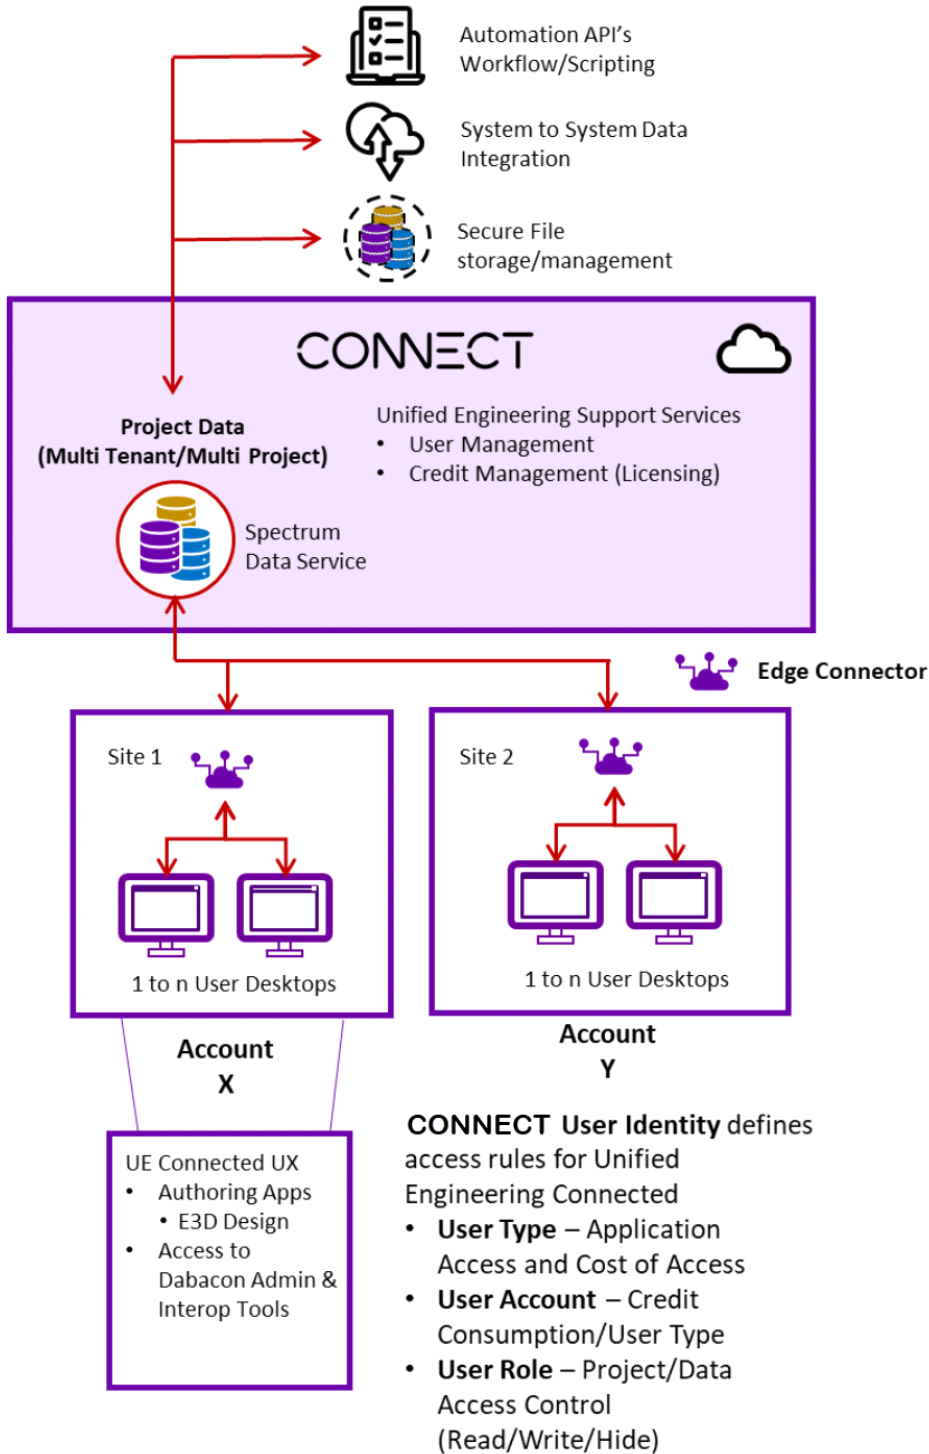 Automation API's
Workflow/Scripting
System to System Data
Integration
Secure File
storage/management
CONNECT
Project Data
(Multi Tenant/Multi Project)
Unified Engineering Support Services
• User Management
• Credit Management (Licensing)
Spectrum
Data Service
Edge Connector
Site 1
1 to n User Desktops
Site 2
1 to n User Desktops
Account
X
Account
Y
UE Connected UX
• Authoring Apps
• E3D Design
• Access to
Dabacon Admin &
Interop Tools
CONNECT User Identity defines
access rules for Unified
Engineering Connected
• User Type – Application
Access and Cost of Access
• User Account – Credit
Consumption/User Type
• User Role – Project/Data
Access Control
(Read/Write/Hide)